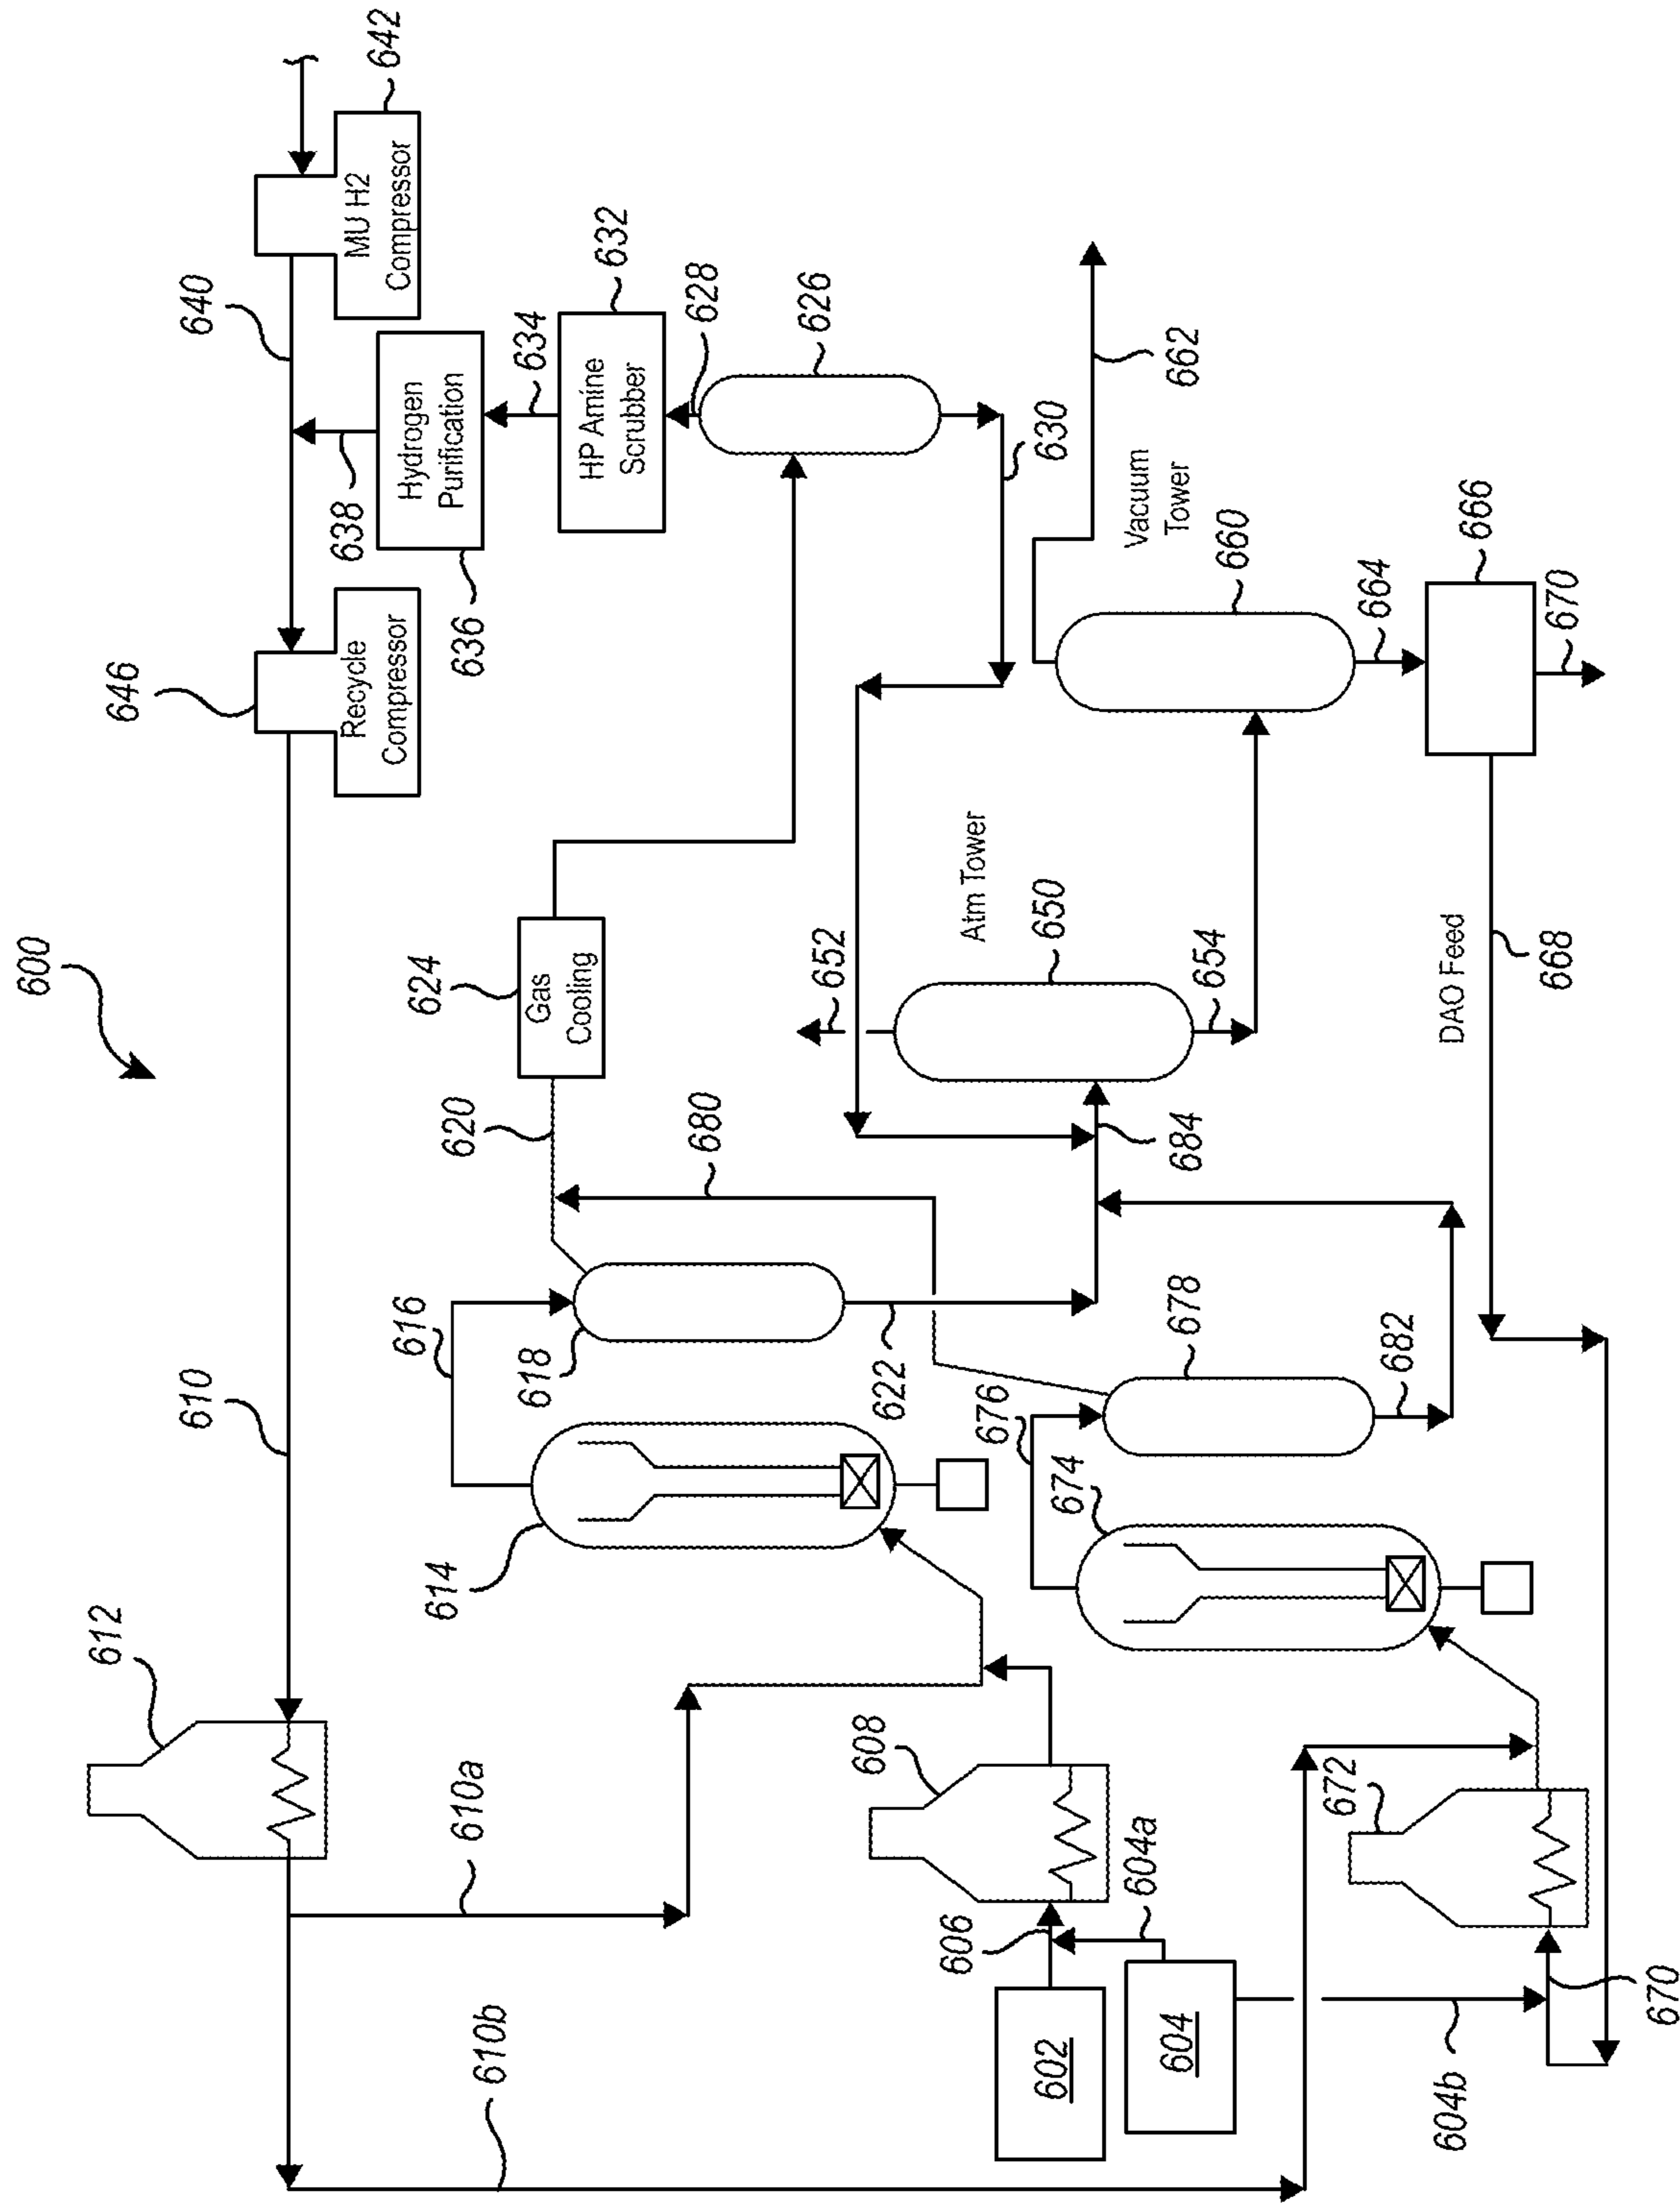 600
612
610
646
640
642
Recycle
Compressor
MU H2
Compressor
638
636
Hydrogen
Purification
634
HP Amine
Scrubber
632
628
626
630
610b
610a
614
616
618
620
624
Gas
Cooling
680
622
652
Atm Tower
650
654
684
Vacuum
Tower
660
662
664
666
670
608
606
602
604
604a
604b
672
674
676
678
682
DAO Feed
668
670